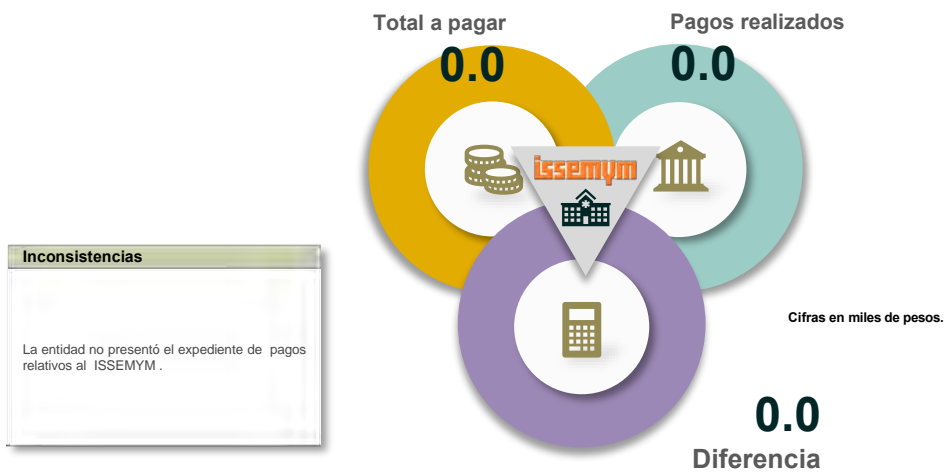 Total a pagar
0.0
Pagos realizados
0.0
issemym
Inconsistencias
La entidad no presentó el expediente de pagos
relativos al ISSEMYM .
Cifras en miles de pesos.
0.0
Diferencia